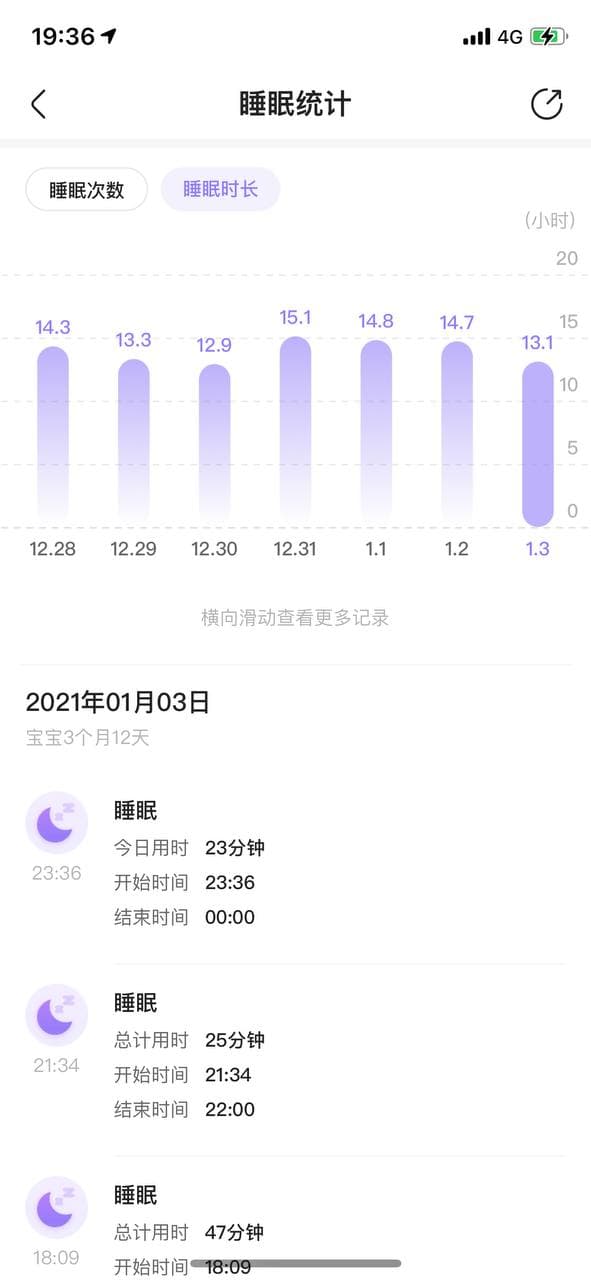 19:36
4G
睡眠统计
睡眠次数
睡眠时长
(小时)
20
15
10
5
0
14.3
13.3
12.9
15.1
14.8
14.7
13.1
12.28
12.29
12.30
12.31
1.1
1.2
1.3
横向滑动查看更多记录
2021年01月03日
宝宝3个月12天
睡眠
今日用时 23分钟
23:36
开始时间 23:36
结束时间 00:00
睡眠
总计用时 25分钟
21:34
开始时间 21:34
结束时间 22:00
睡眠
总计用时 47分钟
18:09
开始时间 18:09